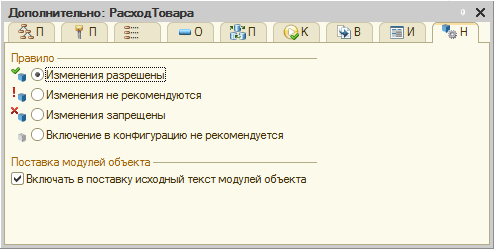 Дополнительно: РасходТовара
П П О П К В И Н
Правило
Изменения разрешены
Изменения не рекомендуются
Изменения запрещены
Включение в конфигурацию не рекомендуется
Поставка модулей объекта
Включать в поставку исходный текст модулей объекта